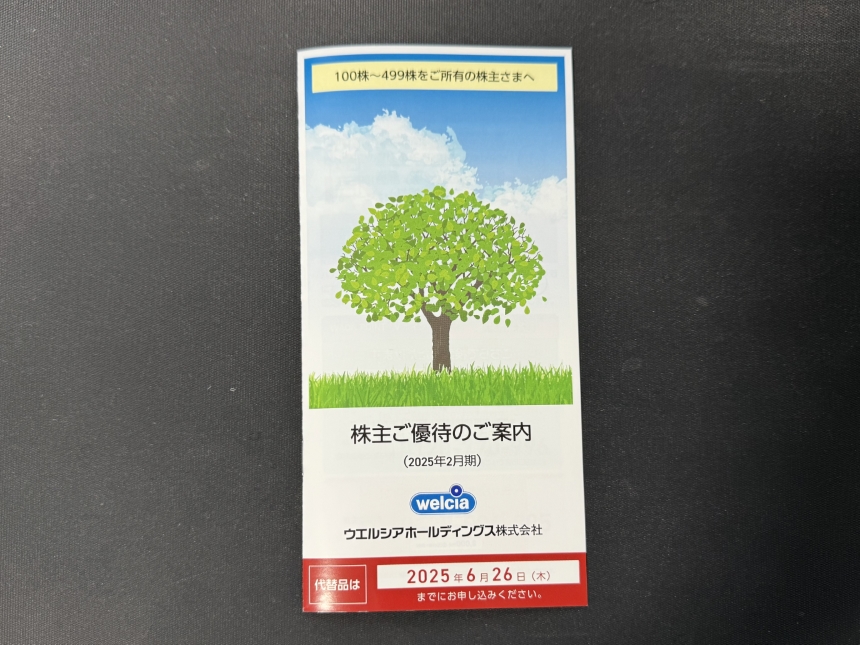 100株～499株をご所有の株主さまへ
株主ご優待のご案内
（2025年2月期）
welcia
ウエルシアホールディングス株式会社
代替品は
2025年6月26日（木）
までにお申し込みください。